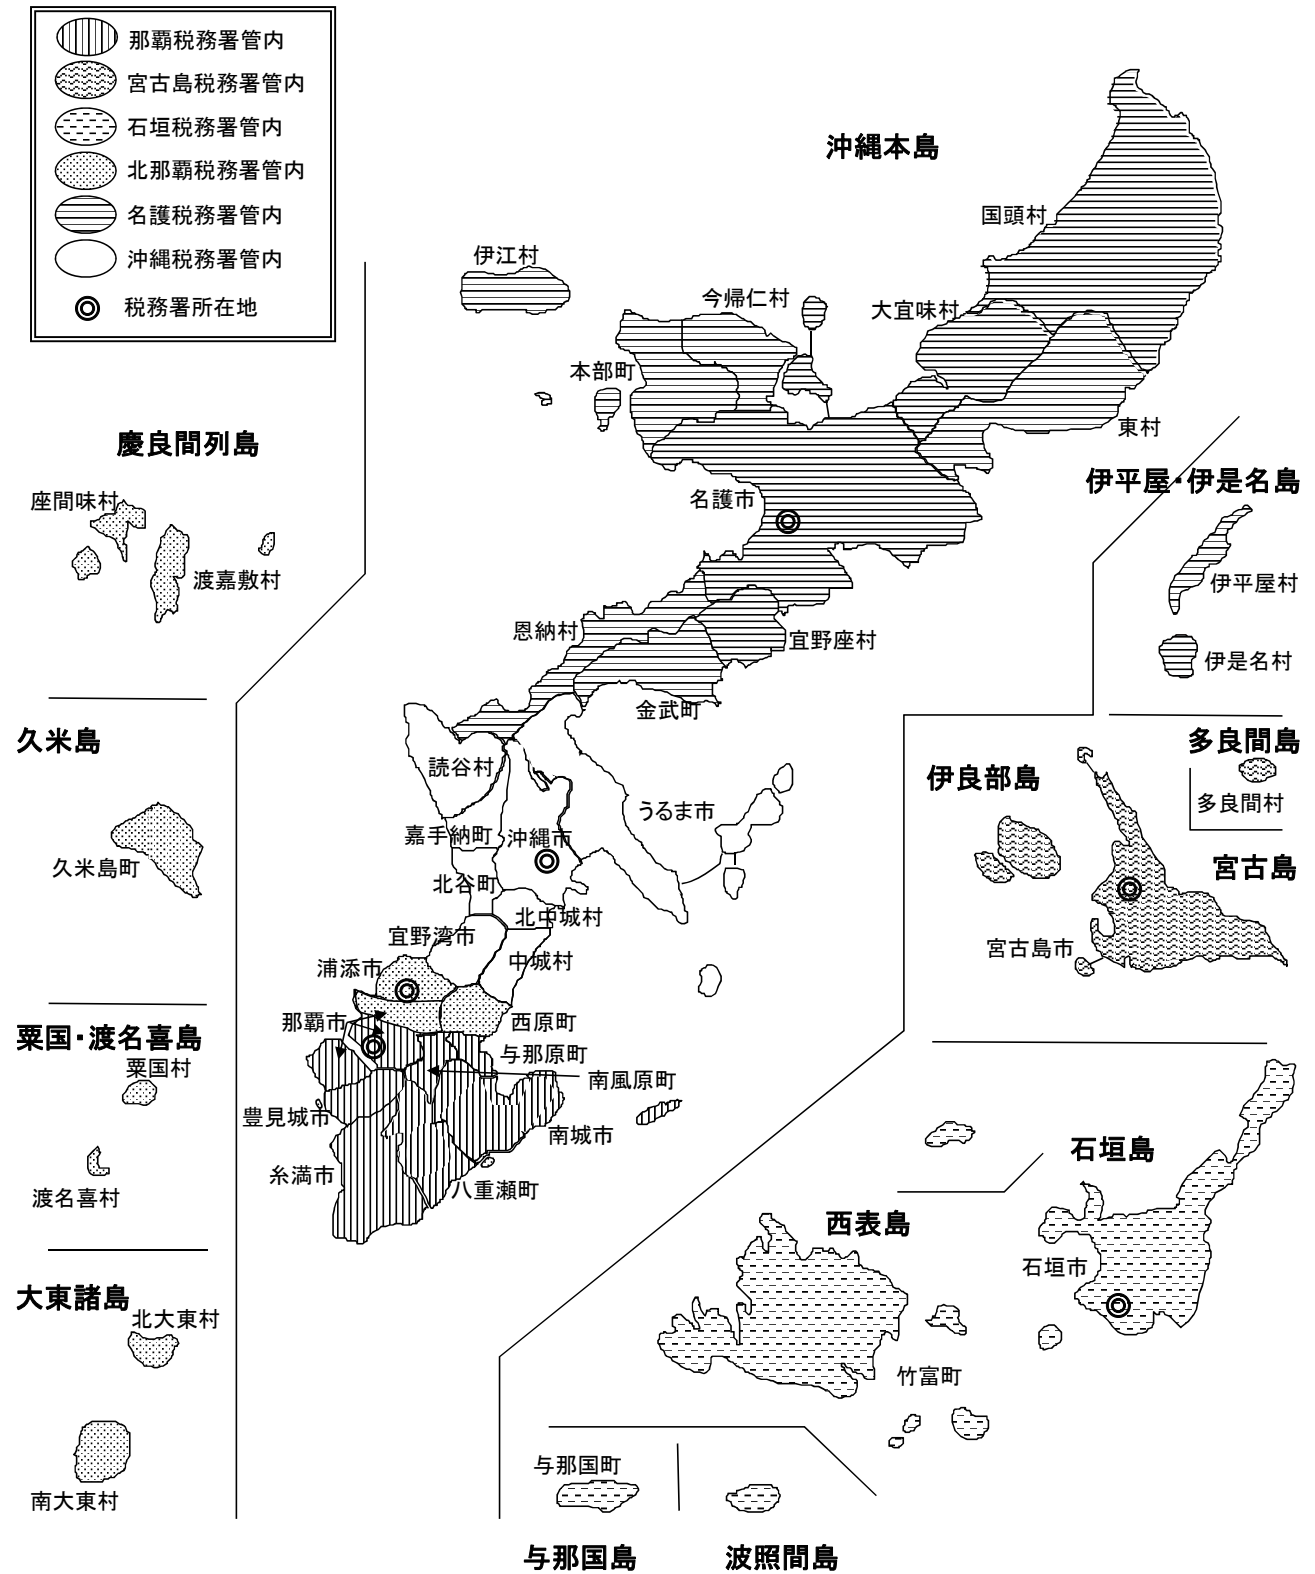 那覇税務署管内
宮古島税務署管内
石垣税務署管内
北那覇税務署管内
名護税務署管内
沖縄税務署管内
税務署所在地
沖縄本島
国頭村
伊江村
今帰仁村
大宜味村
本部町
東村
慶良間列島
座間味村
渡嘉敷村
名護市
伊平屋・伊是名島
伊平屋村
伊是名村
恩納村
宜野座村
金武町
久米島
久米島町
読谷村
うるま市
嘉手納町
沖縄市
北谷町
北中城村
宜野湾市
中城村
浦添市
那覇市
西原町
与那原町
南風原町
豊見城市
南城市
糸満市
八重瀬町
多良間島
多良間村
伊良部島
宮古島
宮古島市
粟国・渡名喜島
粟国村
渡名喜村
大東諸島
北大東村
南大東村
石垣島
石垣市
西表島
竹富町
与那国町
与那国島
波照間島